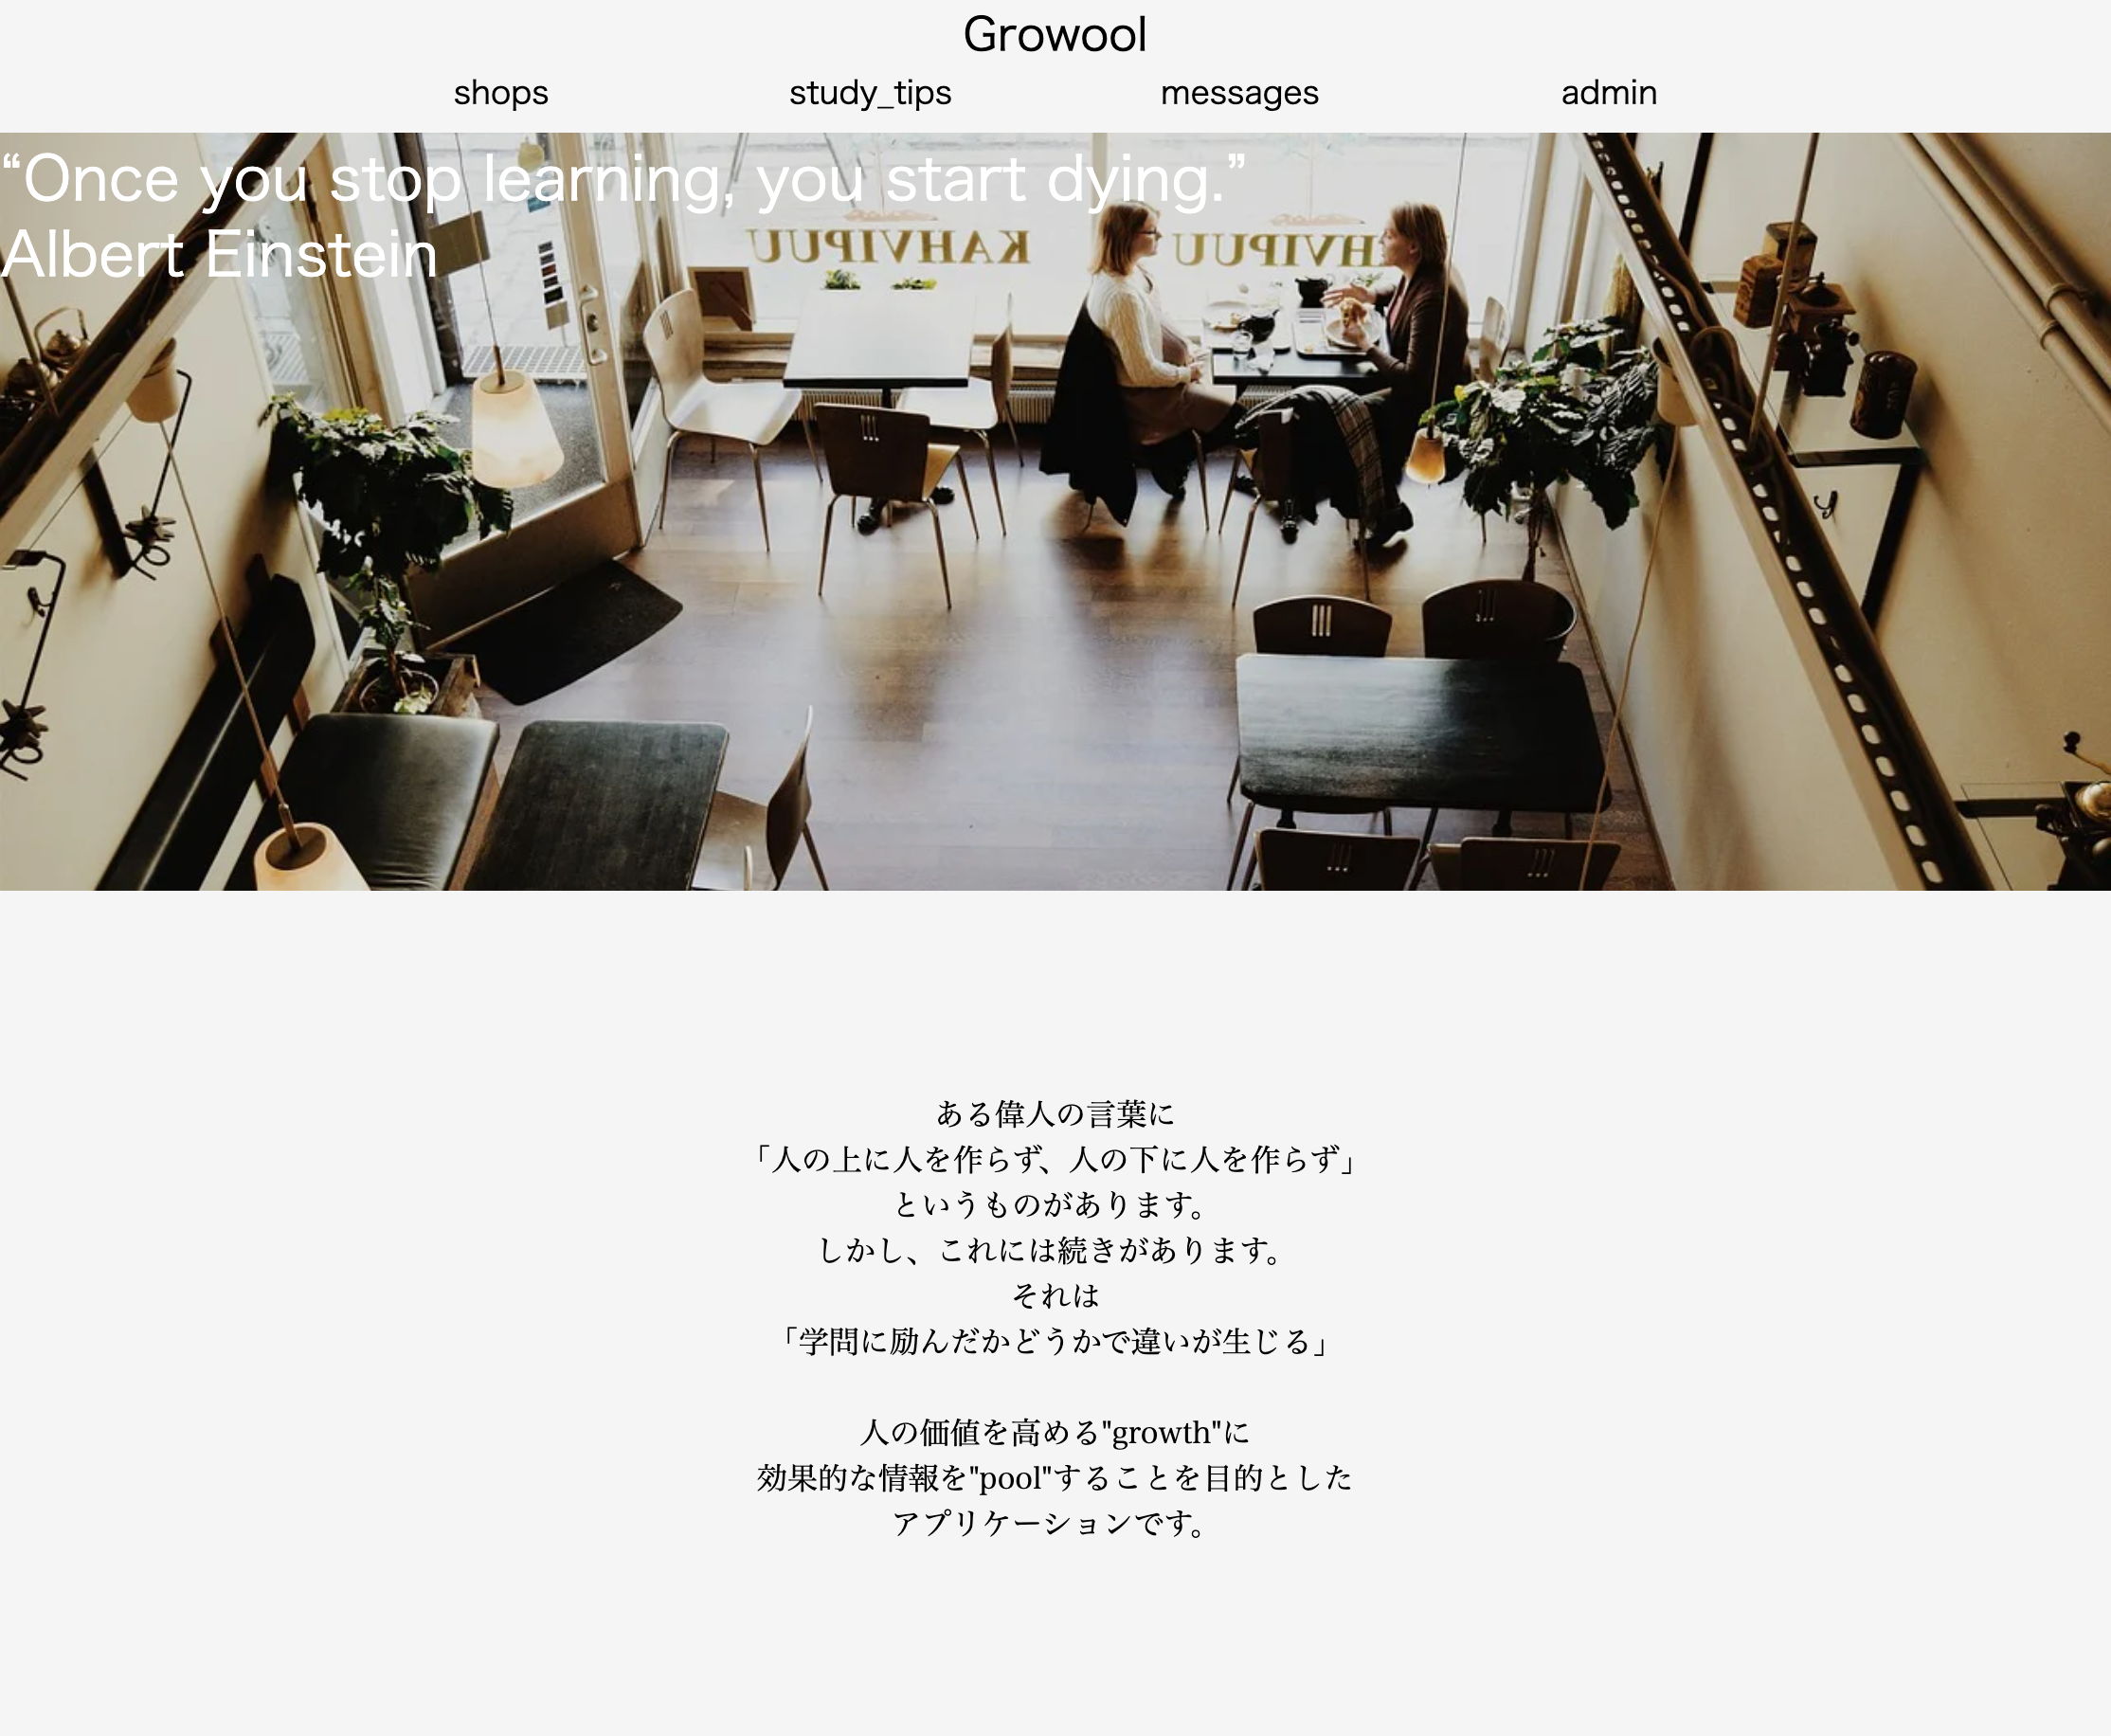 Growool
shops study_tips messages admin
“Once you stop learning, you start dying.”
Albert Einstein
KAHVIPUU
HVIPUU
ある偉人の言葉に
「人の上に人を作らず、人の下に人を作らず」
というものがあります。
しかし、これには続きがあります。
それは
「学問に励んだかどうかで違いが生じる」
人の価値を高める"growth"に
効果的な情報を"pool"することを目的とした
アプリケーションです。